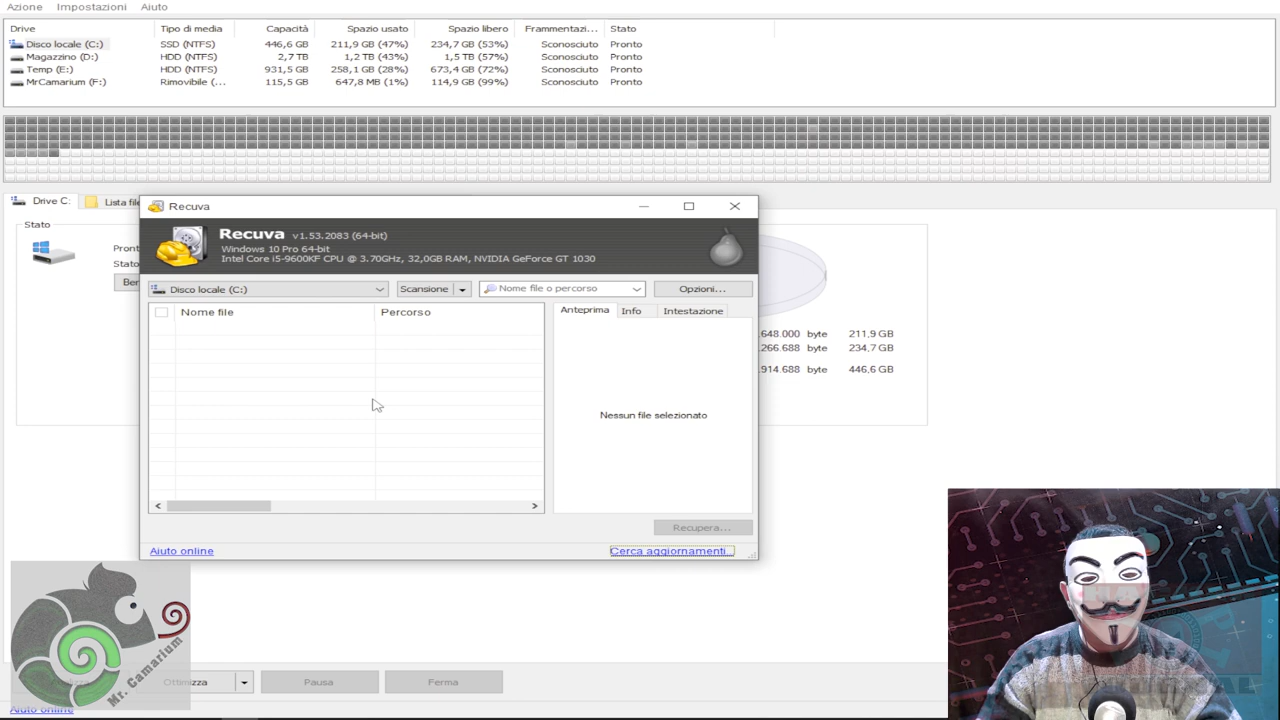 Azione Impostazioni Aiuto
Drive Tipo di media Capacità Spazio usato Spazio libero Frammentazi... Stato
Disco locale (C:) SSD (NTFS) 446,6 GB 211,9 GB (47%) 234,7 GB (53%) Sconosciuto Pronto
Magazzino (D:) HDD (NTFS) 2,7 TB 1,2 TB (43%) 1,5 TB (57%) Sconosciuto Pronto
Temp (E:) HDD (NTFS) 931,5 GB 258,1 GB (28%) 673,4 GB (72%) Sconosciuto Pronto
MrCamarium (F:) Rimovibile (... 115,5 GB 647,8 MB (1%) 114,9 GB (99%) Sconosciuto Pronto
Drive C: Lista file
Stato
Pront
Stato
Ber
Recuva
Recuva v1.53.2083 (64-bit)
Windows 10 Pro 64-bit
Intel Core i5-9600KF CPU @ 3.70GHz, 32,0GB RAM, NVIDIA GeForce GT 1030
Disco locale (C:) Scansione Nome file o percorso Opzioni...
Nome file Percorso
Anteprima Info Intestazione
Nessun file selezionato
Recupera...
Aiuto online Cerca aggiornamenti...
.648.000 byte 211,9 GB
.266.688 byte 234,7 GB
.914.688 byte 446,6 GB
Mr. Camarium
Ottimizza Pausa Ferma
Aiuto online